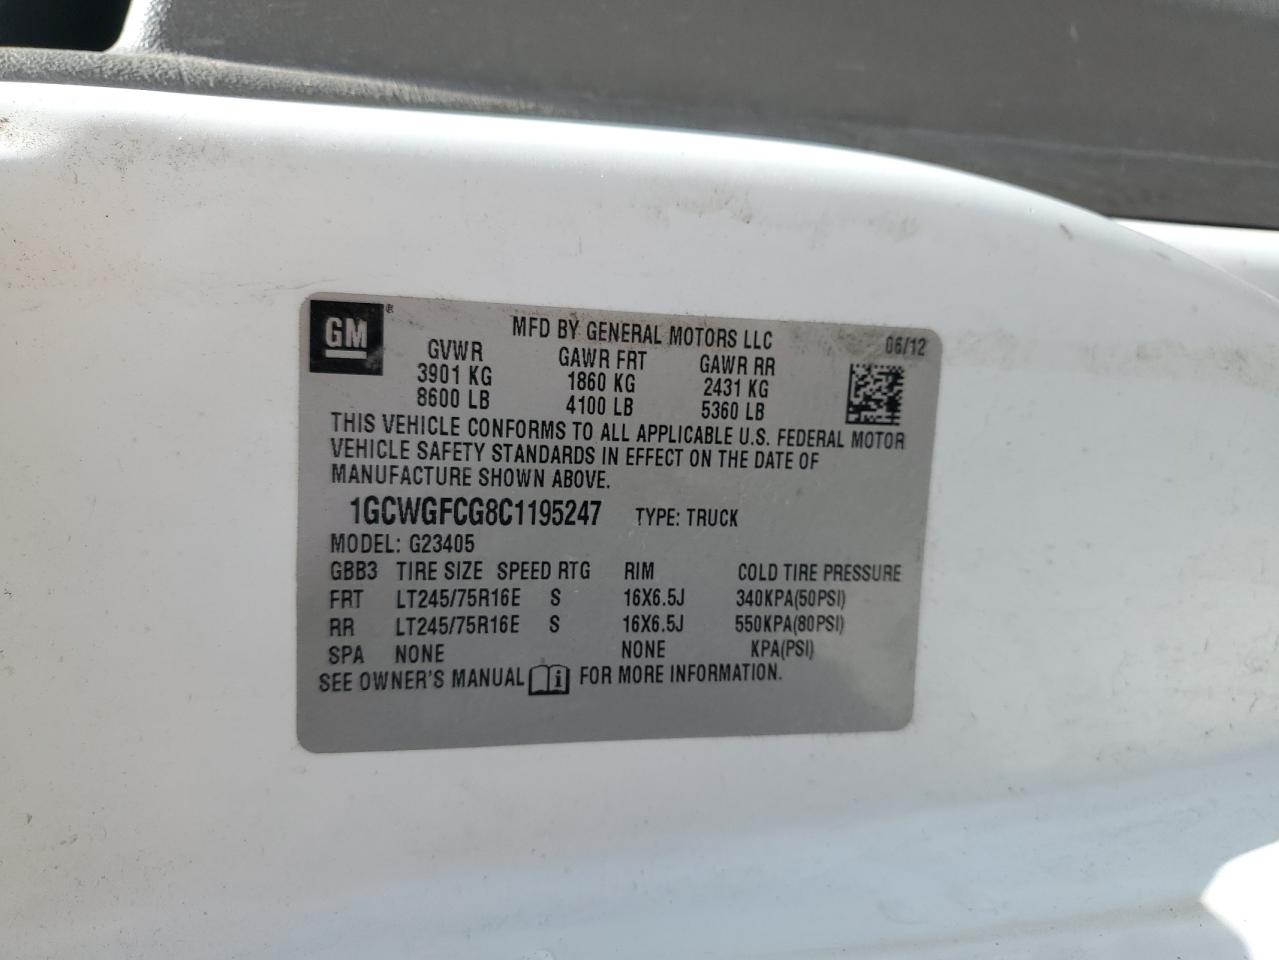 GM®
MFD BY GENERAL MOTORS LLC 06/12
GVWR GAWR FRT GAWR RR
3901 KG 1860 KG 2431 KG
8600 LB 4100 LB 5360 LB
THIS VEHICLE CONFORMS TO ALL APPLICABLE U.S. FEDERAL MOTOR
VEHICLE SAFETY STANDARDS IN EFFECT ON THE DATE OF
MANUFACTURE SHOWN ABOVE.
1GCWGFCG8C1195247 TYPE: TRUCK
MODEL: G23405
GBB3 TIRE SIZE SPEED RTG RIM COLD TIRE PRESSURE
FRT LT245/75R16E S 16X6.5J 340KPA(50PSI)
RR LT245/75R16E S 16X6.5J 550KPA(80PSI)
SPA NONE NONE KPA(PSI)
SEE OWNER'S MANUAL i FOR MORE INFORMATION.